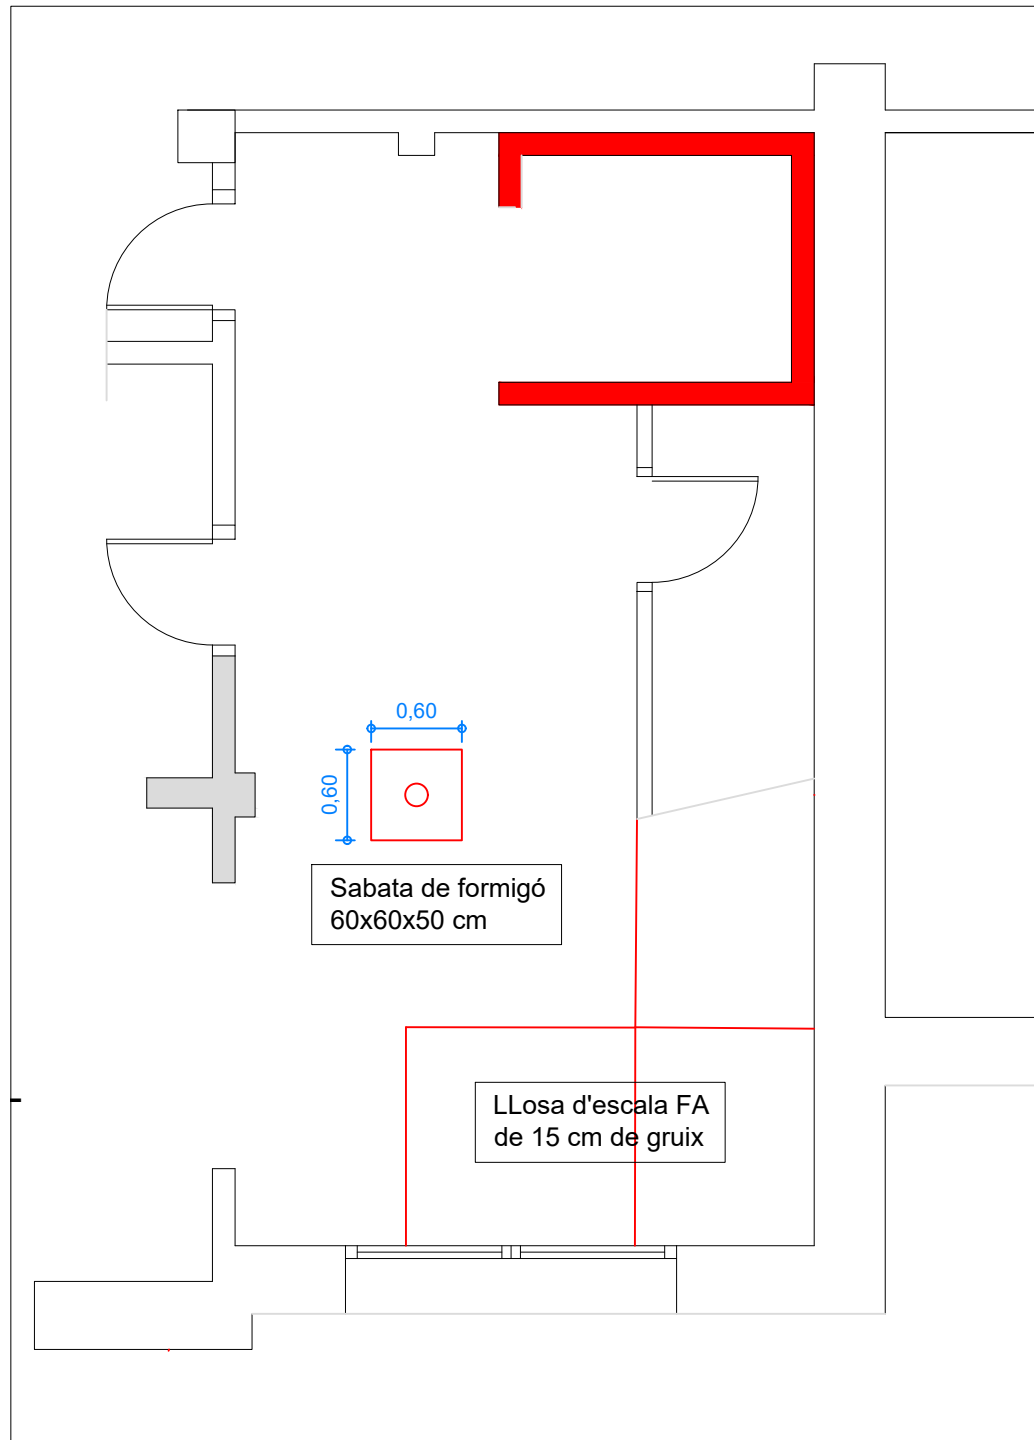 0,60
0,60
Sabata de formigó
60x60x50 cm
LLosa d'escala FA
de 15 cm de gruix